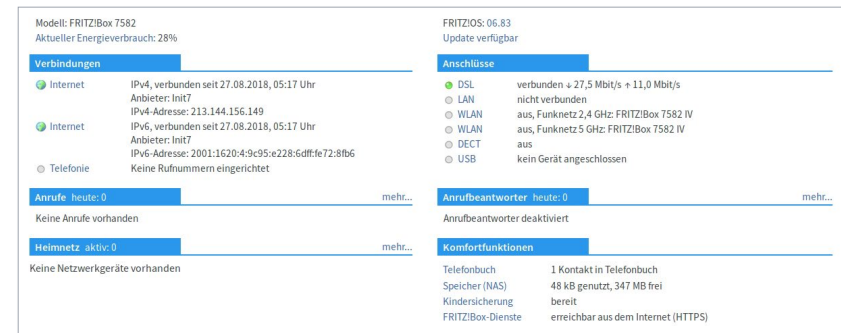 Modell: FRITZ!Box 7582
Aktueller Energieverbrauch: 28%
FRITZ!OS: 06.83
Update verfügbar
Verbindungen
Internet IPv4, verbunden seit 27.08.2018, 05:17 Uhr
Anbieter: Init7
IPv4-Adresse: 213.144.156.149
Internet IPv6, verbunden seit 27.08.2018, 05:17 Uhr
Anbieter: Init7
IPv6-Adresse: 2001:1620:4:9c95:e228:6dff:fe72:8fb6
Telefonie Keine Rufnummern eingerichtet
Anschlüsse
DSL verbunden ↓ 27,5 Mbit/s ↑ 11,0 Mbit/s
LAN nicht verbunden
WLAN aus, Funknetz 2,4 GHz: FRITZ!Box 7582 IV
WLAN aus, Funknetz 5 GHz: FRITZ!Box 7582 IV
DECT aus
USB kein Gerät angeschlossen
Anrufe heute: 0 mehr...
Keine Anrufe vorhanden
Anrufbeantworter heute: 0 mehr...
Anrufbeantworter deaktiviert
Heimnetz aktiv: 0 mehr...
Keine Netzwerkgeräte vorhanden
Komfortfunktionen
Telefonbuch 1 Kontakt in Telefonbuch
Speicher (NAS) 48 kB genutzt, 347 MB frei
Kindersicherung bereit
FRITZ!Box-Dienste erreichbar aus dem Internet (HTTPS)